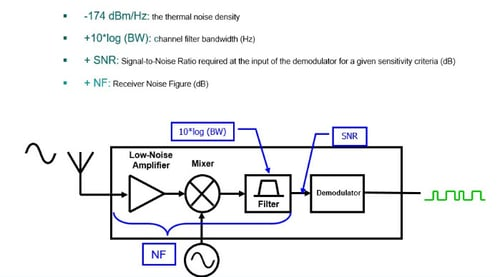 -174 dBm/Hz: the thermal noise density
+10*log (BW): channel filter bandwidth (Hz)
+ SNR: Signal-to-Noise Ratio required at the input of the demodulator for a given sensitivity criteria (dB)
+ NF: Receiver Noise Figure (dB)
10*log (BW)
SNR
Low-Noise
Amplifier
Mixer
Filter
Demodulator
NF